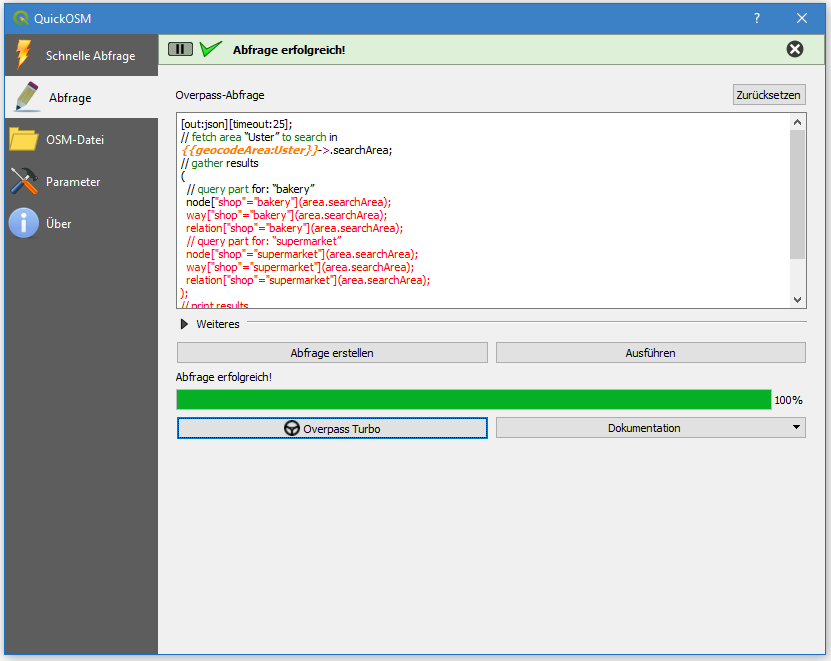 QuickOSM
?
Schnelle Abfrage
Abfrage
OSM-Datei
Parameter
Über
Abfrage erfolgreich!
Overpass-Abfrage
Zurücksetzen
[out:json][timeout:25];
// fetch area “Uster” to search in
{{geocodeArea:Uster}}->.searchArea;
// gather results
(
// query part for: “bakery”
node["shop"="bakery"](area.searchArea);
way["shop"="bakery"](area.searchArea);
relation["shop"="bakery"](area.searchArea);
// query part for: “supermarket”
node["shop"="supermarket"](area.searchArea);
way["shop"="supermarket"](area.searchArea);
relation["shop"="supermarket"](area.searchArea);
);
// print results
Weiteres
Abfrage erstellen
Ausführen
Abfrage erfolgreich!
100%
Overpass Turbo
Dokumentation